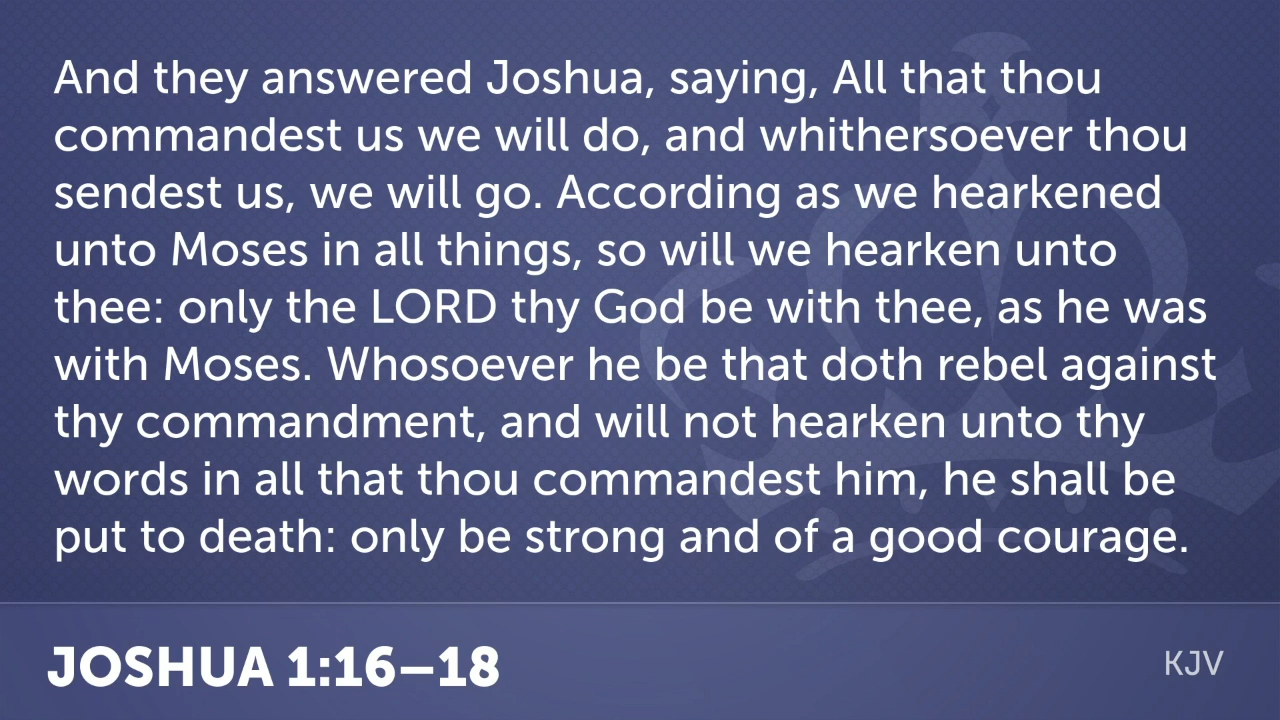 And they answered Joshua, saying, All that thou
commandest us we will do, and whithersoever thou
sendest us, we will go. According as we hearkened
unto Moses in all things, so will we hearken unto
thee: only the LORD thy God be with thee, as he was
with Moses. Whosoever he be that doth rebel against
thy commandment, and will not hearken unto thy
words in all that thou commandest him, he shall be
put to death: only be strong and of a good courage.
JOSHUA 1:16–18
KJV